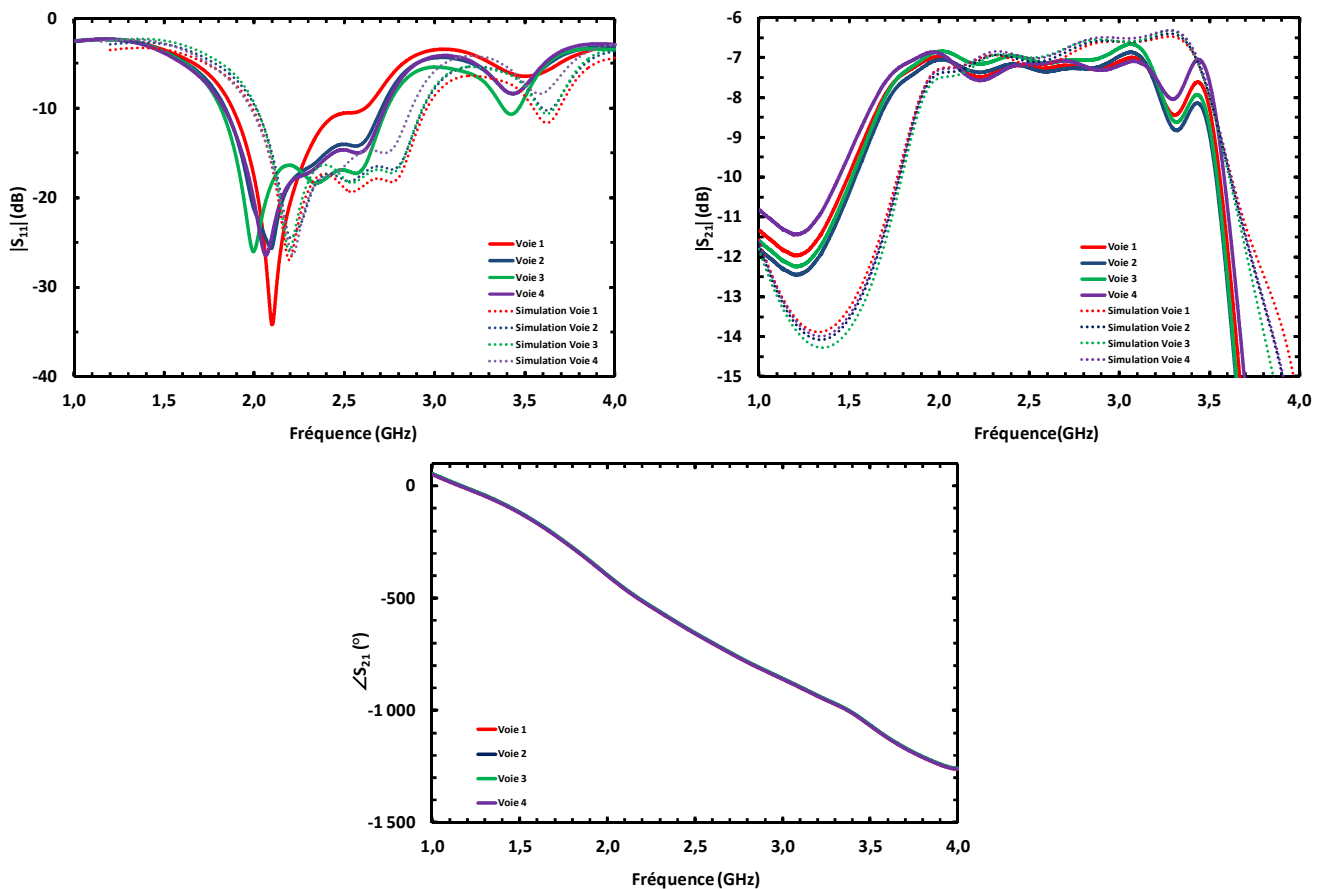 0
-10
-20
-30
-40
|S11| (dB)
Voie 1
Voie 2
Voie 3
Voie 4
Simulation Voie 1
Simulation Voie 2
Simulation Voie 3
Simulation Voie 4
1,0 1,5 2,0 2,5 3,0 3,5 4,0
Fréquence (GHz)
-6
-7
-8
-9
-10
-11
-12
-13
-14
-15
|S21| (dB)
Voie 1
Voie 2
Voie 3
Voie 4
Simulation Voie 1
Simulation Voie 2
Simulation Voie 3
Simulation Voie 4
1,0 1,5 2,0 2,5 3,0 3,5 4,0
Fréquence(GHz)
0
-500
-1 000
-1 500
∠S21 (°)
Voie 1
Voie 2
Voie 3
Voie 4
1,0 1,5 2,0 2,5 3,0 3,5 4,0
Fréquence (GHz)